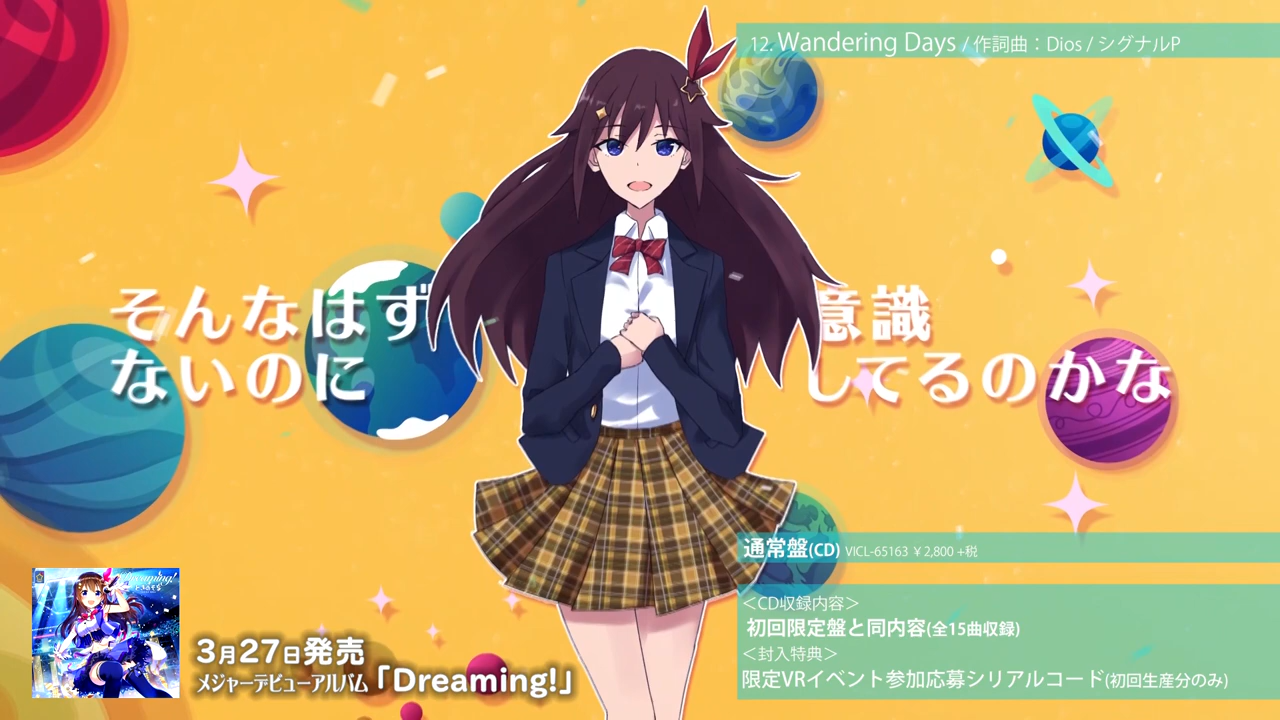 12. Wandering Days / 作詞曲：Dios / シグナルP
そんなはず
ないのに
意識
してるのかな
通常盤(CD) VICL-65163 ￥2,800 +税
＜CD収録内容＞
初回限定盤と同内容(全15曲収録)
＜封入特典＞
限定VRイベント参加応募シリアルコード(初回生産分のみ)
3月27日発売
メジャーデビューアルバム「Dreaming!」
Dreaming!